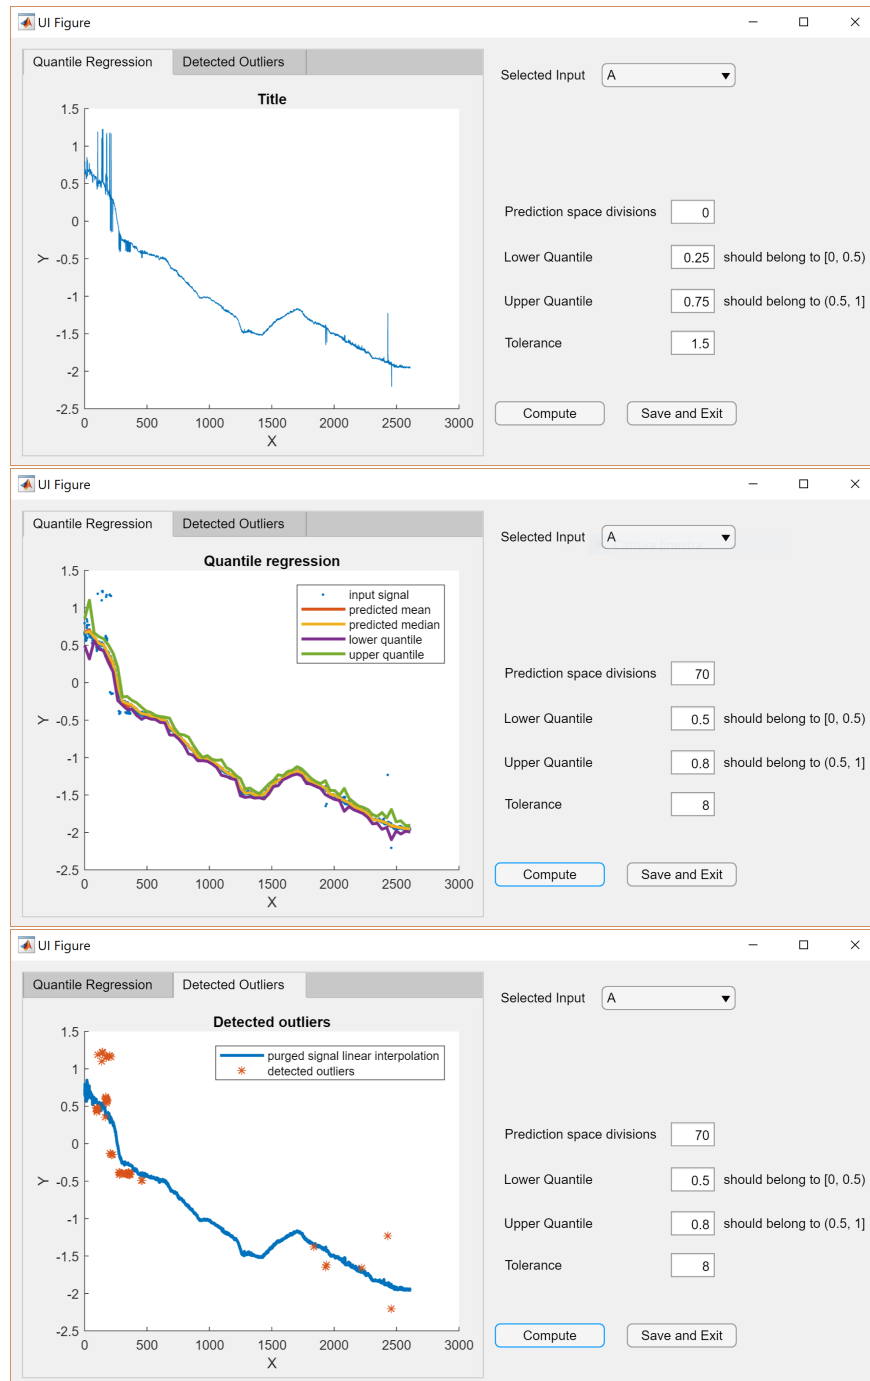 UI Figure
Quantile Regression Detected Outliers
Selected Input A
Title
1.5
1
0.5
0
-0.5
-1
-1.5
-2
-2.5
Y
0 500 1000 1500 2000 2500 3000
X
Prediction space divisions 0
Lower Quantile 0.25 should belong to [0, 0.5)
Upper Quantile 0.75 should belong to (0.5, 1]
Tolerance 1.5
Compute Save and Exit
UI Figure
Quantile Regression Detected Outliers
Selected Input A
Quantile regression
1.5
1
0.5
0
-0.5
-1
-1.5
-2
-2.5
Y
input signal
predicted mean
predicted median
lower quantile
upper quantile
0 500 1000 1500 2000 2500 3000
X
Prediction space divisions 70
Lower Quantile 0.5 should belong to [0, 0.5)
Upper Quantile 0.8 should belong to (0.5, 1]
Tolerance 8
Compute Save and Exit
UI Figure
Quantile Regression Detected Outliers
Selected Input A
Detected outliers
1.5
1
0.5
0
-0.5
-1
-1.5
-2
-2.5
Y
purged signal linear interpolation
detected outliers
0 500 1000 1500 2000 2500 3000
X
Prediction space divisions 70
Lower Quantile 0.5 should belong to [0, 0.5)
Upper Quantile 0.8 should belong to (0.5, 1]
Tolerance 8
Compute Save and Exit